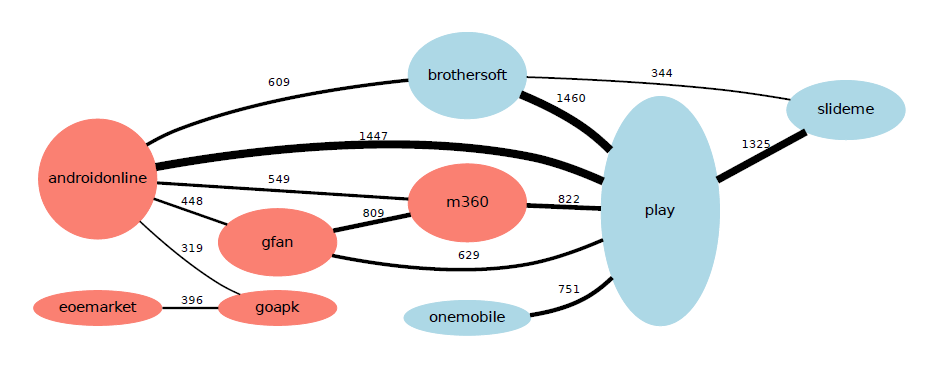 brothersoft
344
609
1460
slideme
1447
1325
androidonline
549
m360
822
play
448
809
gfan
319
629
751
eoemarket
396
goapk
onemobile